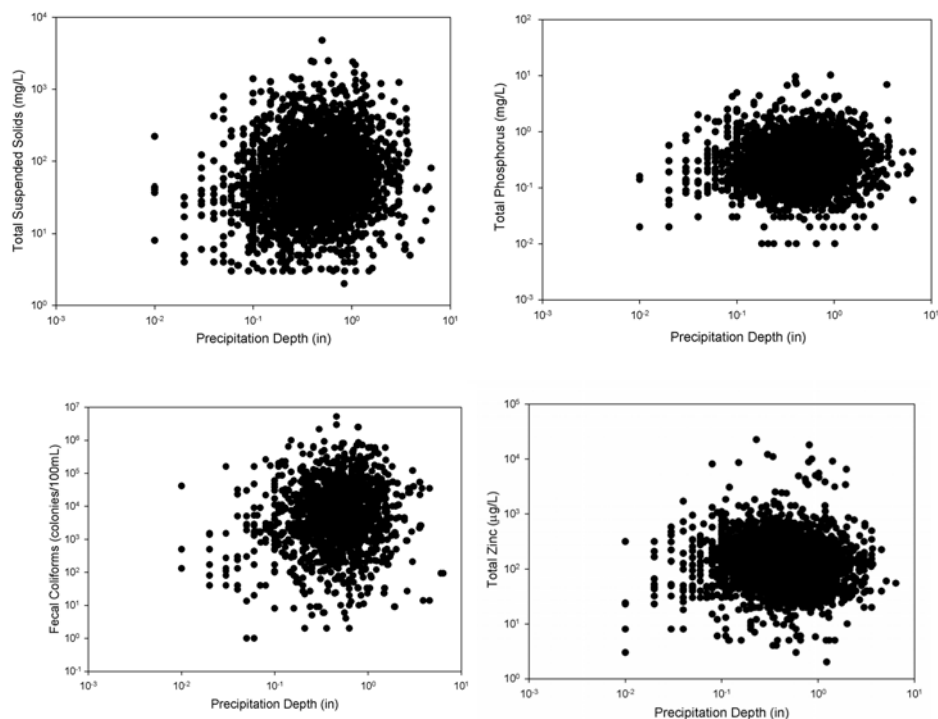 10⁴
10³
10²
10¹
10⁰
Total Suspended Solids (mg/L)
10⁻³ 10⁻² 10⁻¹ 10⁰ 10¹
Precipitation Depth (in)
10²
10¹
10⁰
10⁻¹
10⁻²
10⁻³
Total Phosphorus (mg/L)
10⁻³ 10⁻² 10⁻¹ 10⁰ 10¹
Precipitation Depth (in)
10⁷
10⁶
10⁵
10⁴
10³
10²
10¹
10⁰
10⁻¹
Fecal Coliforms (colonies/100mL)
10⁻³ 10⁻² 10⁻¹ 10⁰ 10¹
Precipitation Depth (in)
10⁵
10⁴
10³
10²
10¹
10⁰
Total Zinc (μg/L)
10⁻³ 10⁻² 10⁻¹ 10⁰ 10¹
Precipitation Depth (in)